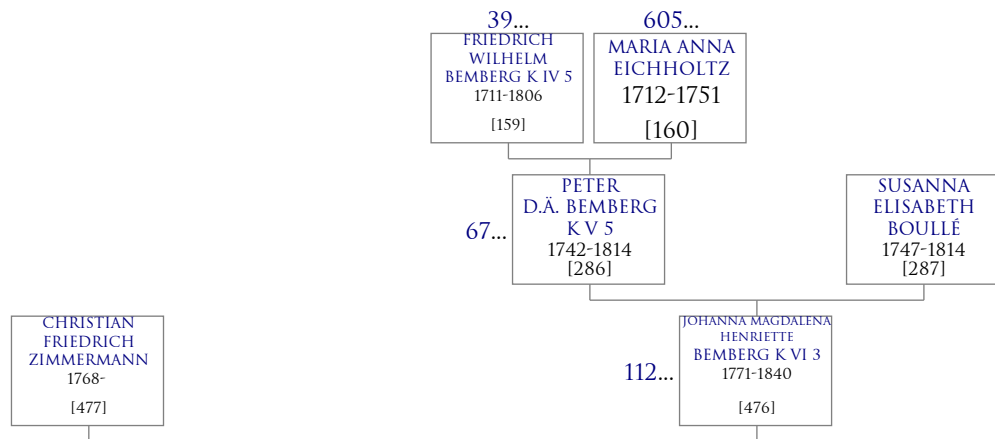 39...
FRIEDRICH
WILHELM
BEMBERG K IV 5
1711-1806
[159]
605...
MARIA ANNA
EICHHOLTZ
1712-1751
[160]
67...
PETER
D.Ä. BEMBERG
K V 5
1742-1814
[286]
SUSANNA
ELISABETH
BOULLÉ
1747-1814
[287]
CHRISTIAN
FRIEDRICH
ZIMMERMANN
1768-
[477]
112...
JOHANNA MAGDALENA
HENRIETTE
BEMBERG K VI 3
1771-1840
[476]